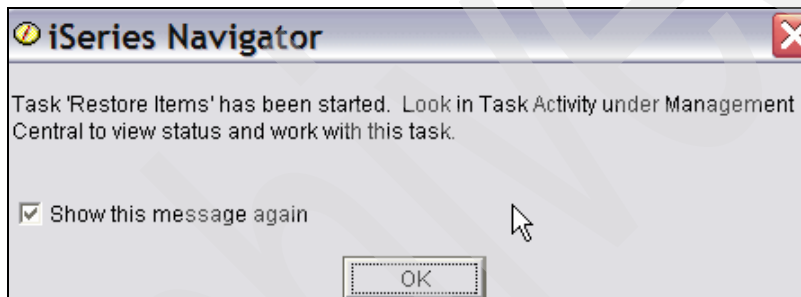 iSeries Navigator
Task 'Restore Items' has been started. Look in Task Activity under Management
Central to view status and work with this task.
Show this message again
OK